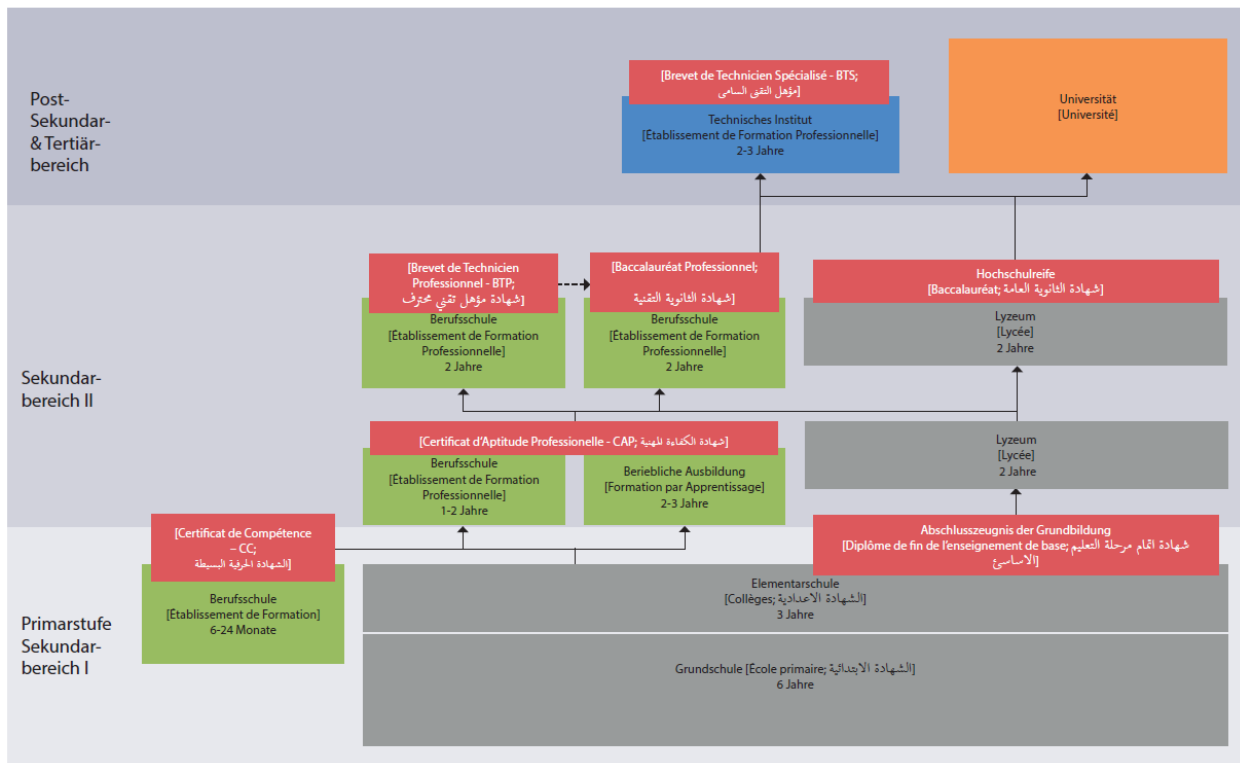 Post-
Sekundar-
& Tertiär-
bereich
[Brevet de Technicien Spécialisé - BTS;
مؤهل التقني السامي]
Technisches Institut
[Établissement de Formation Professionnelle]
2-3 Jahre
Universität
[Université]
Sekundar-
bereich II
[Brevet de Technicien
Professionnel - BTP;
شهادة مؤهل تقني محترف]
Berufsschule
[Établissement de Formation
Professionnelle]
2 Jahre
[Baccalauréat Professionnel;
شهادة الثانوية التقنية]
Berufsschule
[Établissement de Formation
Professionnelle]
2 Jahre
Hochschulreife
[Baccalauréat; شهادة الثانوية العامة]
Lyzeum
[Lycée]
2 Jahre
[Certificat d'Aptitude Professionelle - CAP; شهادة الكفاءة المهنية]
Berufsschule
[Établissement de Formation
Professionnelle]
1-2 Jahre
Beriebliche Ausbildung
[Formation par Apprentissage]
2-3 Jahre
Lyzeum
[Lycée]
2 Jahre
Primarstufe
Sekundar-
bereich I
[Certificat de Compétence
– CC;
الشهادة الحرفية البسيطة]
Berufsschule
[Établissement de Formation]
6-24 Monate
Abschlusszeugnis der Grundbildung
[Diplôme de fin de l'enseignement de base; شهادة اتمام مرحلة التعليم
الاساسئ]
Elementarschule
[Collèges; الشهادة الاعدادية]
3 Jahre
Grundschule [École primaire; الشهادة الابتدائية]
6 Jahre